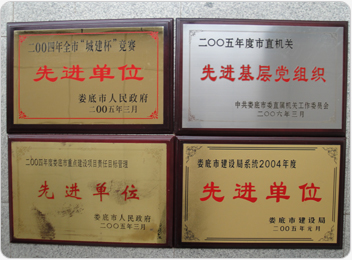 二00四年全市“城建杯”竞赛
先进单位
娄底市人民政府
二00五年三月
二00五年度市直机关
先进基层党组织
中共娄底市委直属机关工作委员会
二00六年三月
二00四年度娄底市重点建设项目责任目标管理
先进单位
娄底市人民政府
二00五年三月
娄底市建设局系统2004年度
先进单位
娄底市建设局
二00五年元月